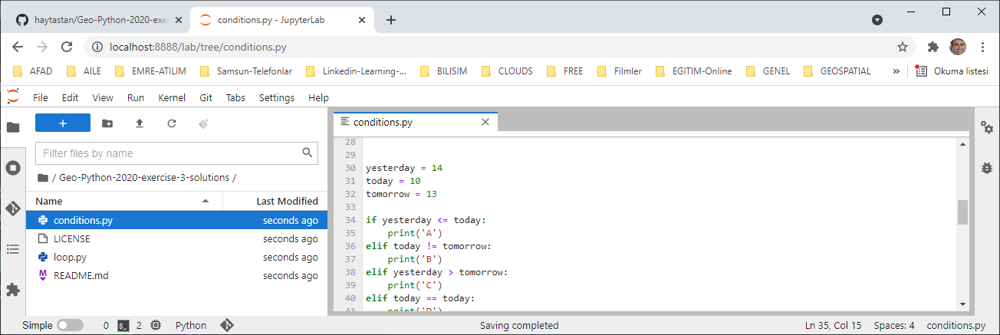 haytastan/Geo-Python-2020-exe
conditions.py - JupyterLab
localhost:8888/lab/tree/conditions.py
AFAD AILE EMRE-ATILIM Samsun-Telefonlar Linkedin-Learning-... BILISIM CLOUDS FREE Filmler EGITIM-Online GENEL GEOSPATIAL » Okuma listesi
File Edit View Run Kernel Git Tabs Settings Help
Filter files by name
/ Geo-Python-2020-exercise-3-solutions /
Name Last Modified
conditions.py seconds ago
LICENSE seconds ago
loop.py seconds ago
README.md seconds ago
conditions.py
28
29
30 yesterday = 14
31 today = 10
32 tomorrow = 13
33
34 if yesterday <= today:
35 print('A')
36 elif today != tomorrow:
37 print('B')
38 elif yesterday > tomorrow:
39 print('C')
40 elif today == today:
41 print('D')
Simple 0 $_ 2 Python Saving completed Ln 35, Col 15 Spaces: 4 conditions.py